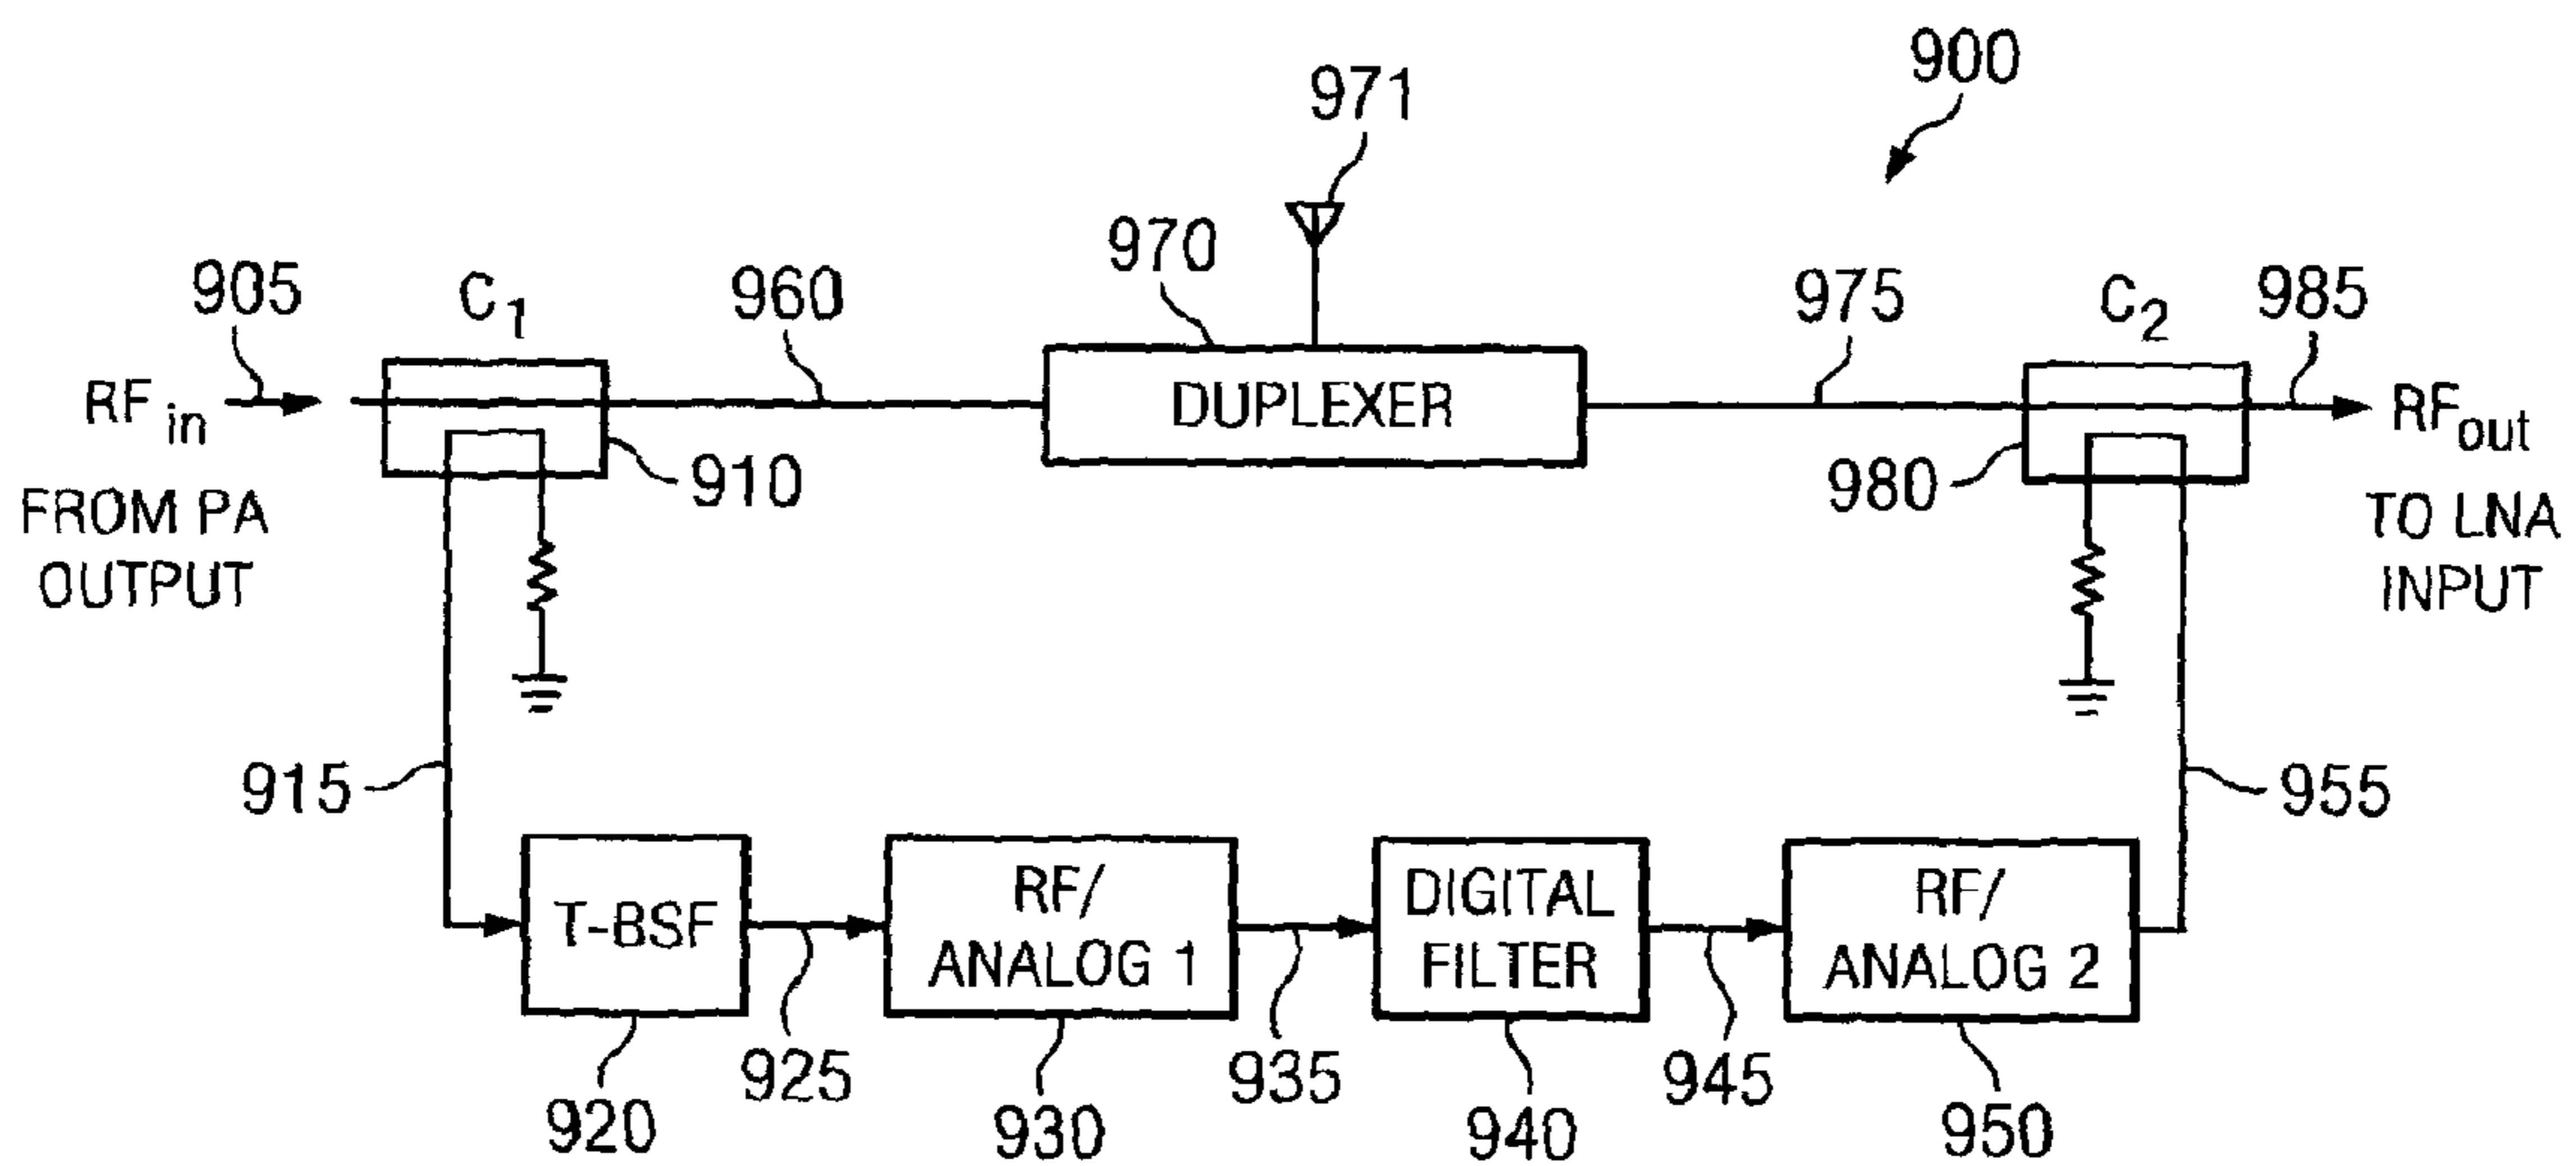 900
971
970
905
C1
960
975
C2
985
RFin
DUPLEXER
RFout
910
980
FROM PA
OUTPUT
TO LNA
INPUT
915
955
T-BSF
RF/
ANALOG 1
DIGITAL
FILTER
RF/
ANALOG 2
925
935
945
920
930
940
950